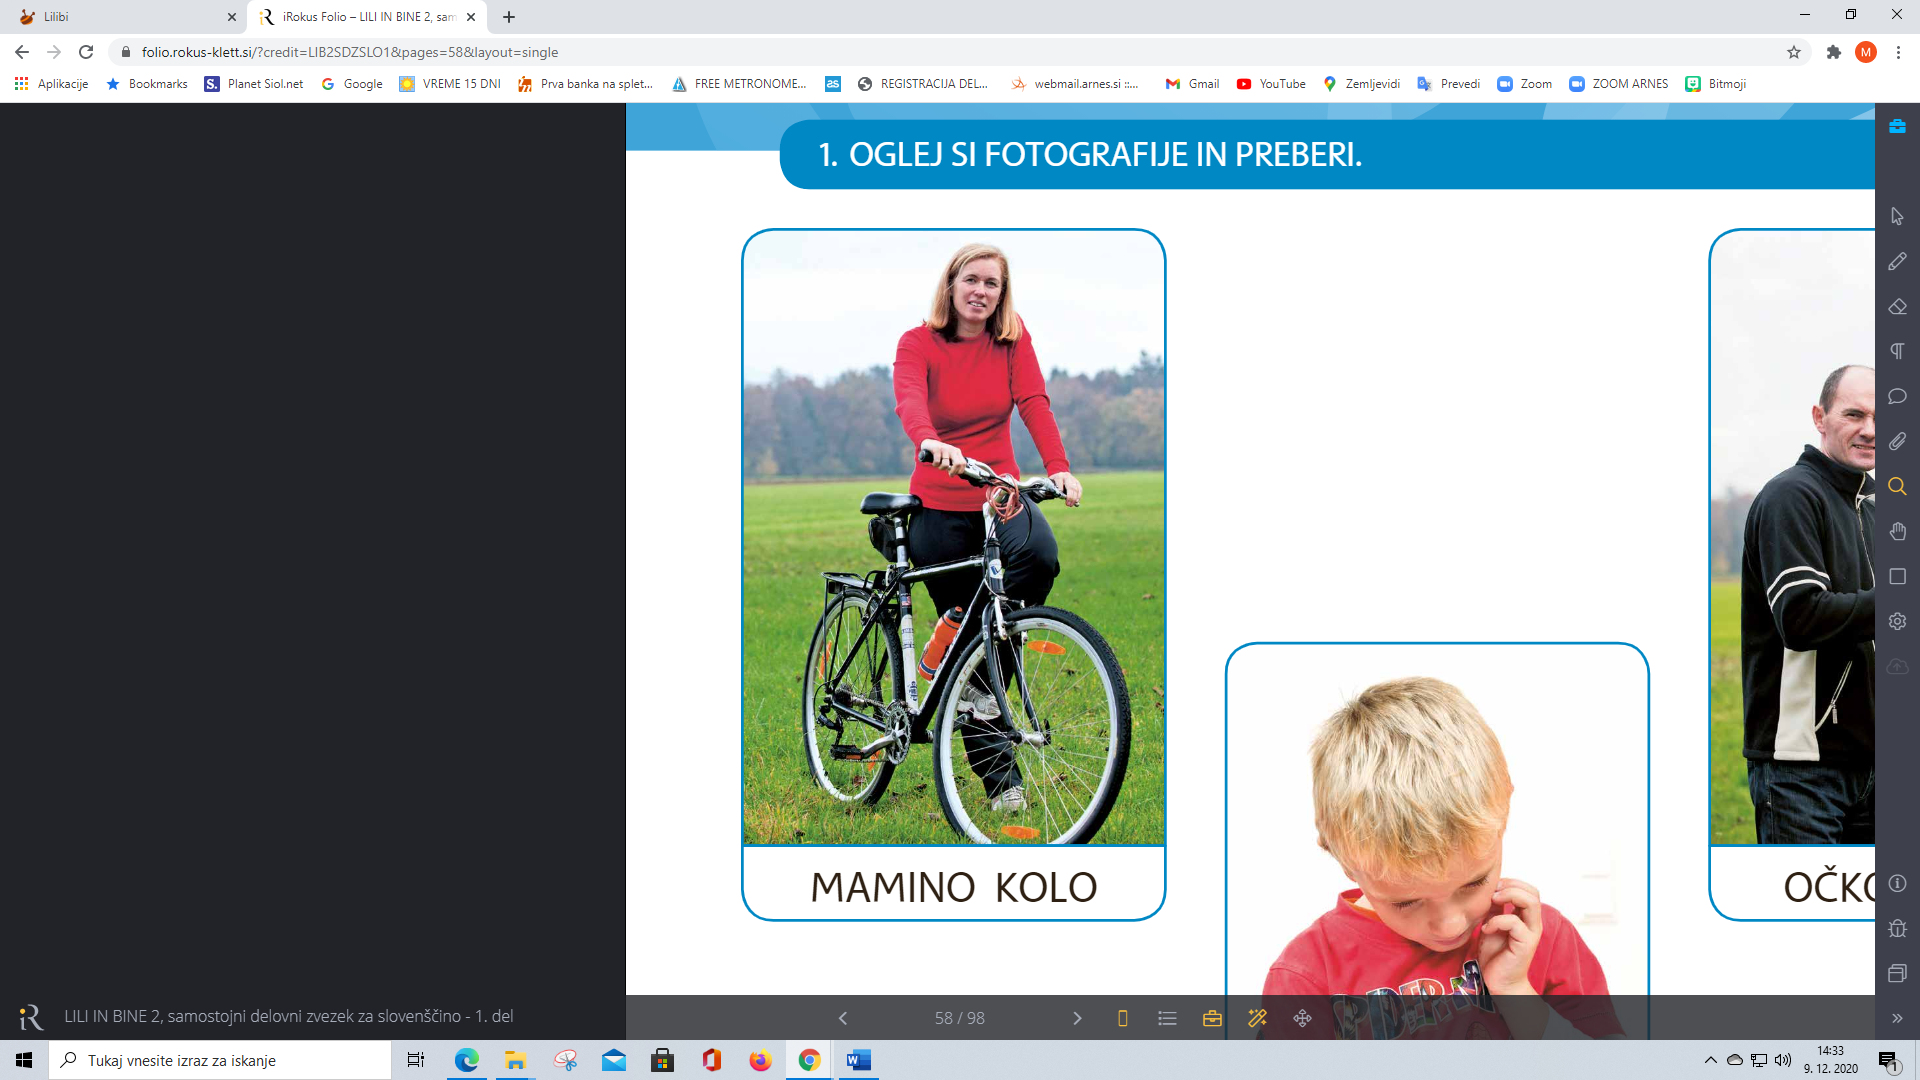 Lilibi
iRokus Folio – LILI IN BINE 2, sam
folio.rokus-klett.si/?credit=LIB2SDZSLO1&pages=58&layout=single
M
Aplikacije
Bookmarks
S.
Planet Siol.net
Google
VREME 15 DNI
Prva banka na splet...
FREE METRONOME...
as
REGISTRACIJA DEL...
webmail.arnes.si ::...
Gmail
YouTube
Zemljevidi
Prevedi
Zoom
ZOOM ARNES
Bitmoji
1. OGLEJ SI FOTOGRAFIJE IN PREBERI.
MAMINO KOLO
OČKO
iR
LILI IN BINE 2, samostojni delovni zvezek za slovenščino - 1. del
58 / 98
Tukaj vnesite izraz za iskanje
14:33
9. 12. 2020
1